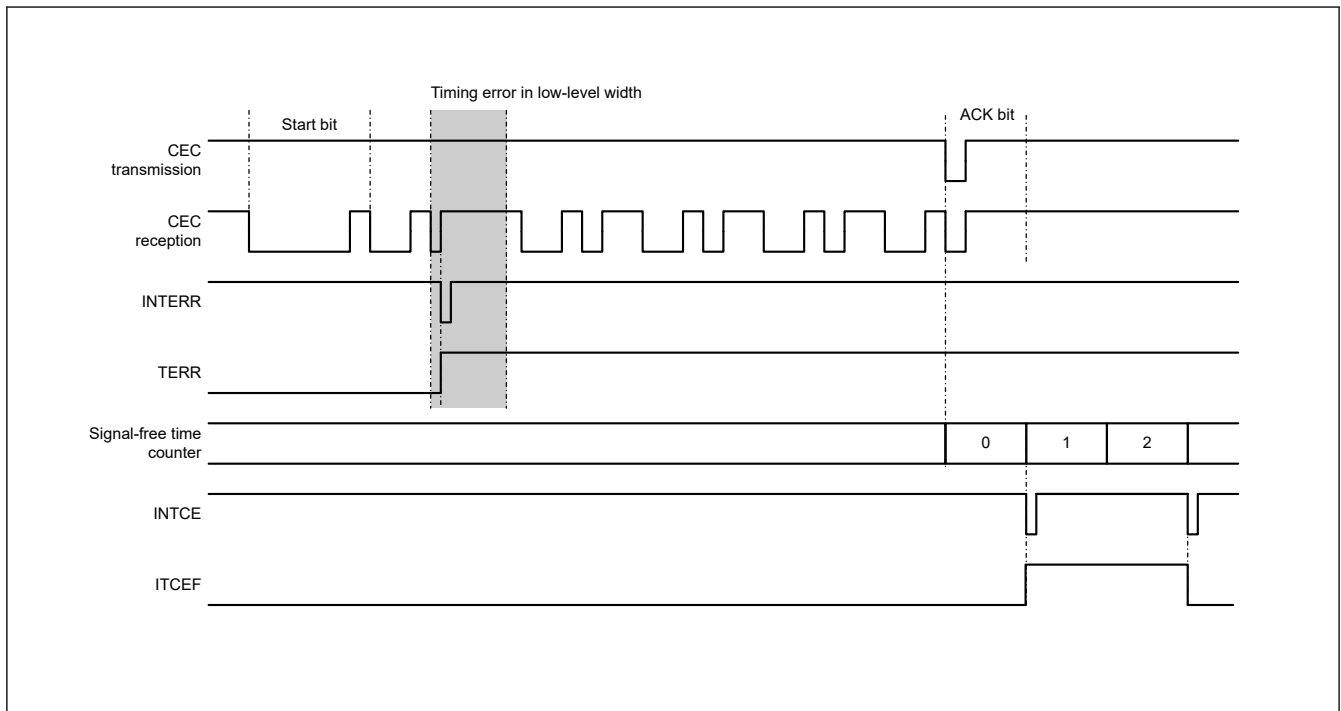 Timing error in low-level width
Start bit
ACK bit
CEC
transmission
CEC
reception
INTERR
TERR
Signal-free time
counter
0 1 2
INTCE
ITCEF